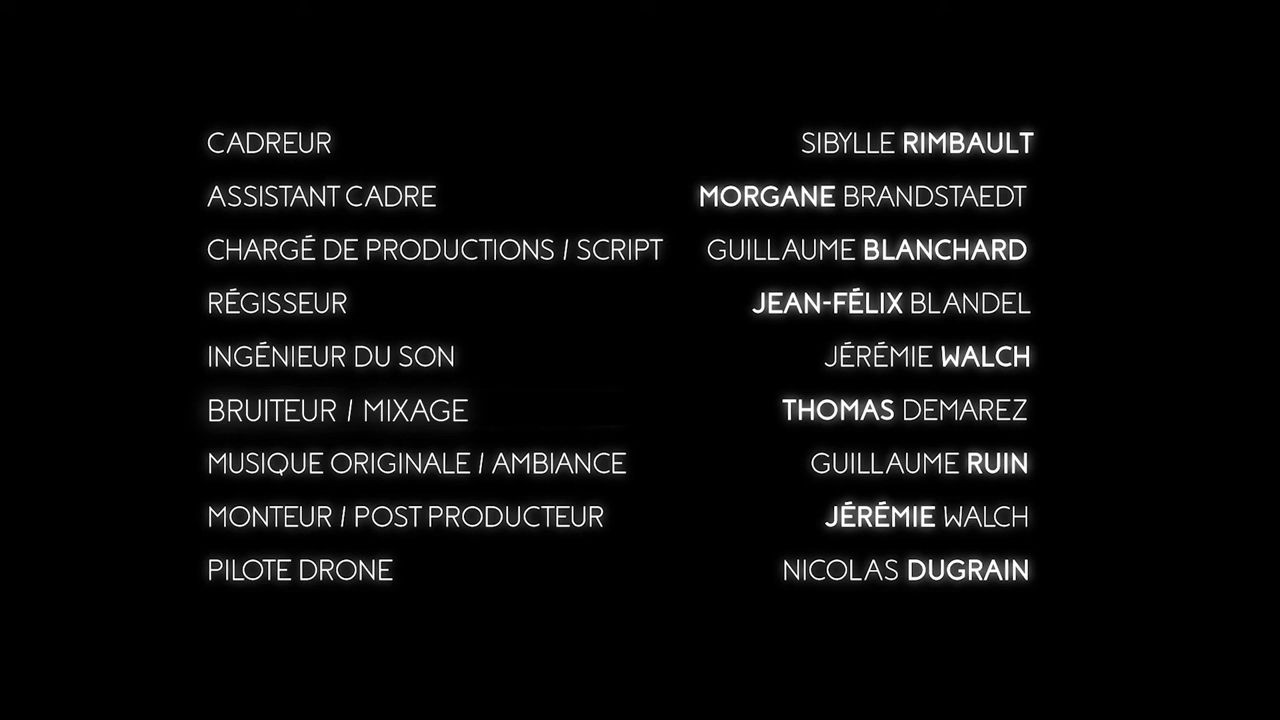 CADREUR SIBYLLE RIMBAULT
ASSISTANT CADRE MORGANE BRANDSTAEDT
CHARGÉ DE PRODUCTIONS / SCRIPT GUILLAUME BLANCHARD
RÉGISSEUR JEAN-FÉLIX BLANDEL
INGÉNIEUR DU SON JÉRÉMIE WALCH
BRUITEUR / MIXAGE THOMAS DEMAREZ
MUSIQUE ORIGINALE / AMBIANCE GUILLAUME RUIN
MONTEUR / POST PRODUCTEUR JÉRÉMIE WALCH
PILOTE DRONE NICOLAS DUGRAIN